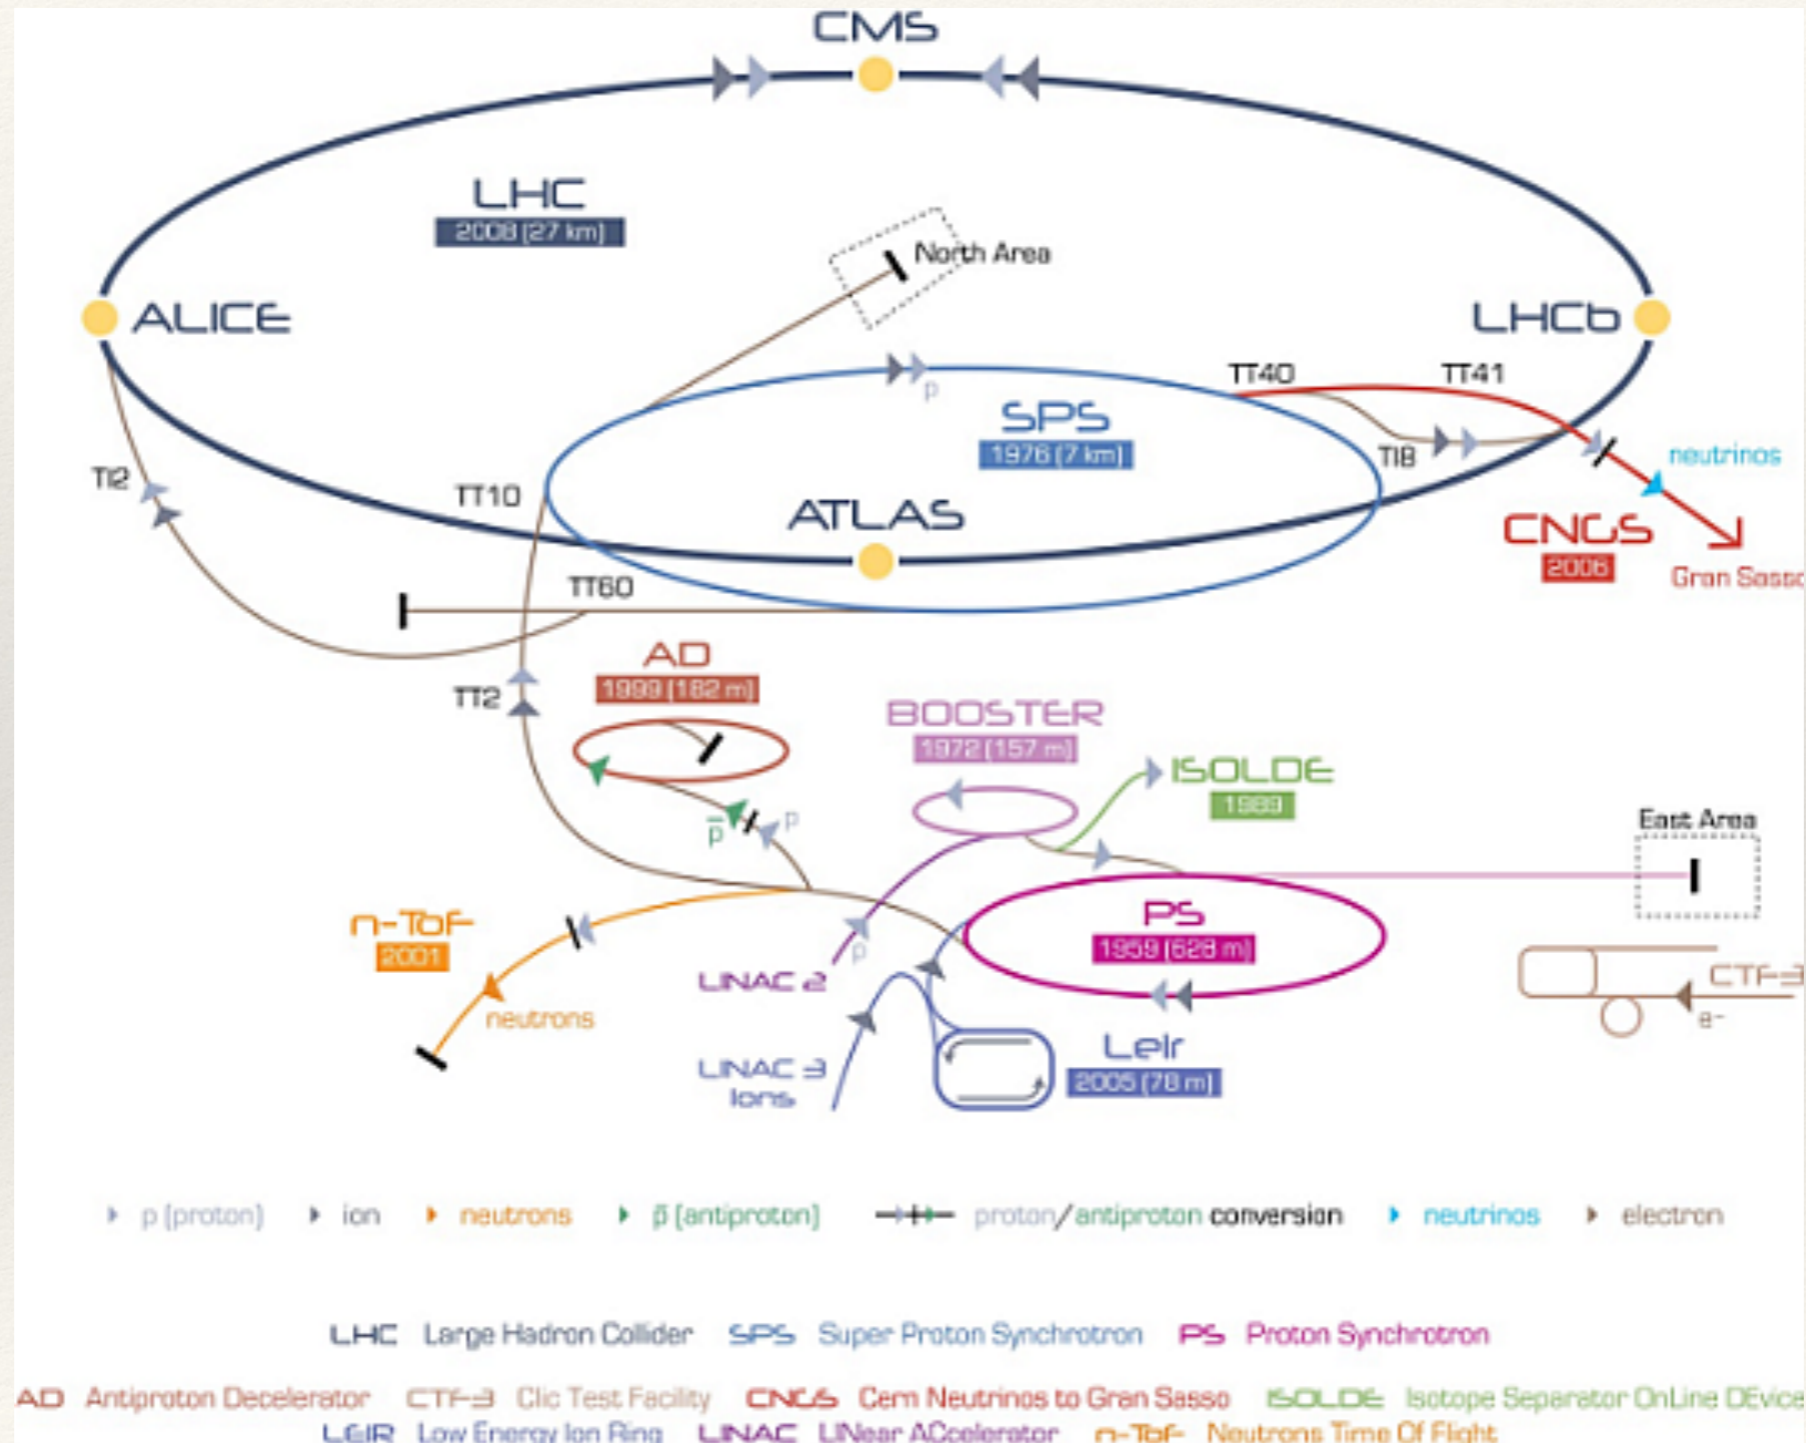 CMS
LHC
2008 (27 km)
North Area
ALICE
LHCb
TT40
TT41
p
SPS
1976 (7 km)
TI8
neutrinos
TI2
TT10
ATLAS
CNGS
2006
Gran Sasso
TT60
AD
1999 (182 m)
TT2
BOOSTER
1972 (157 m)
ISOLDE
1989
p̄
p
East Area
n-ToF
2001
PS
1959 (628 m)
p
LINAC 2
CTF-3
e-
neutrons
Leir
2005 (78 m)
LINAC 3
Ions
p (proton) ion neutrons p̄ (antiproton) proton/antiproton conversion neutrinos electron
LHC Large Hadron Collider SPS Super Proton Synchrotron PS Proton Synchrotron
AD Antiproton Decelerator CTF-3 Clic Test Facility CNGS Cern Neutrinos to Gran Sasso ISOLDE Isotope Separator OnLine DEvice
LEIR Low Energy Ion Ring LINAC LINear ACcelerator n-ToF Neutrons Time Of Flight